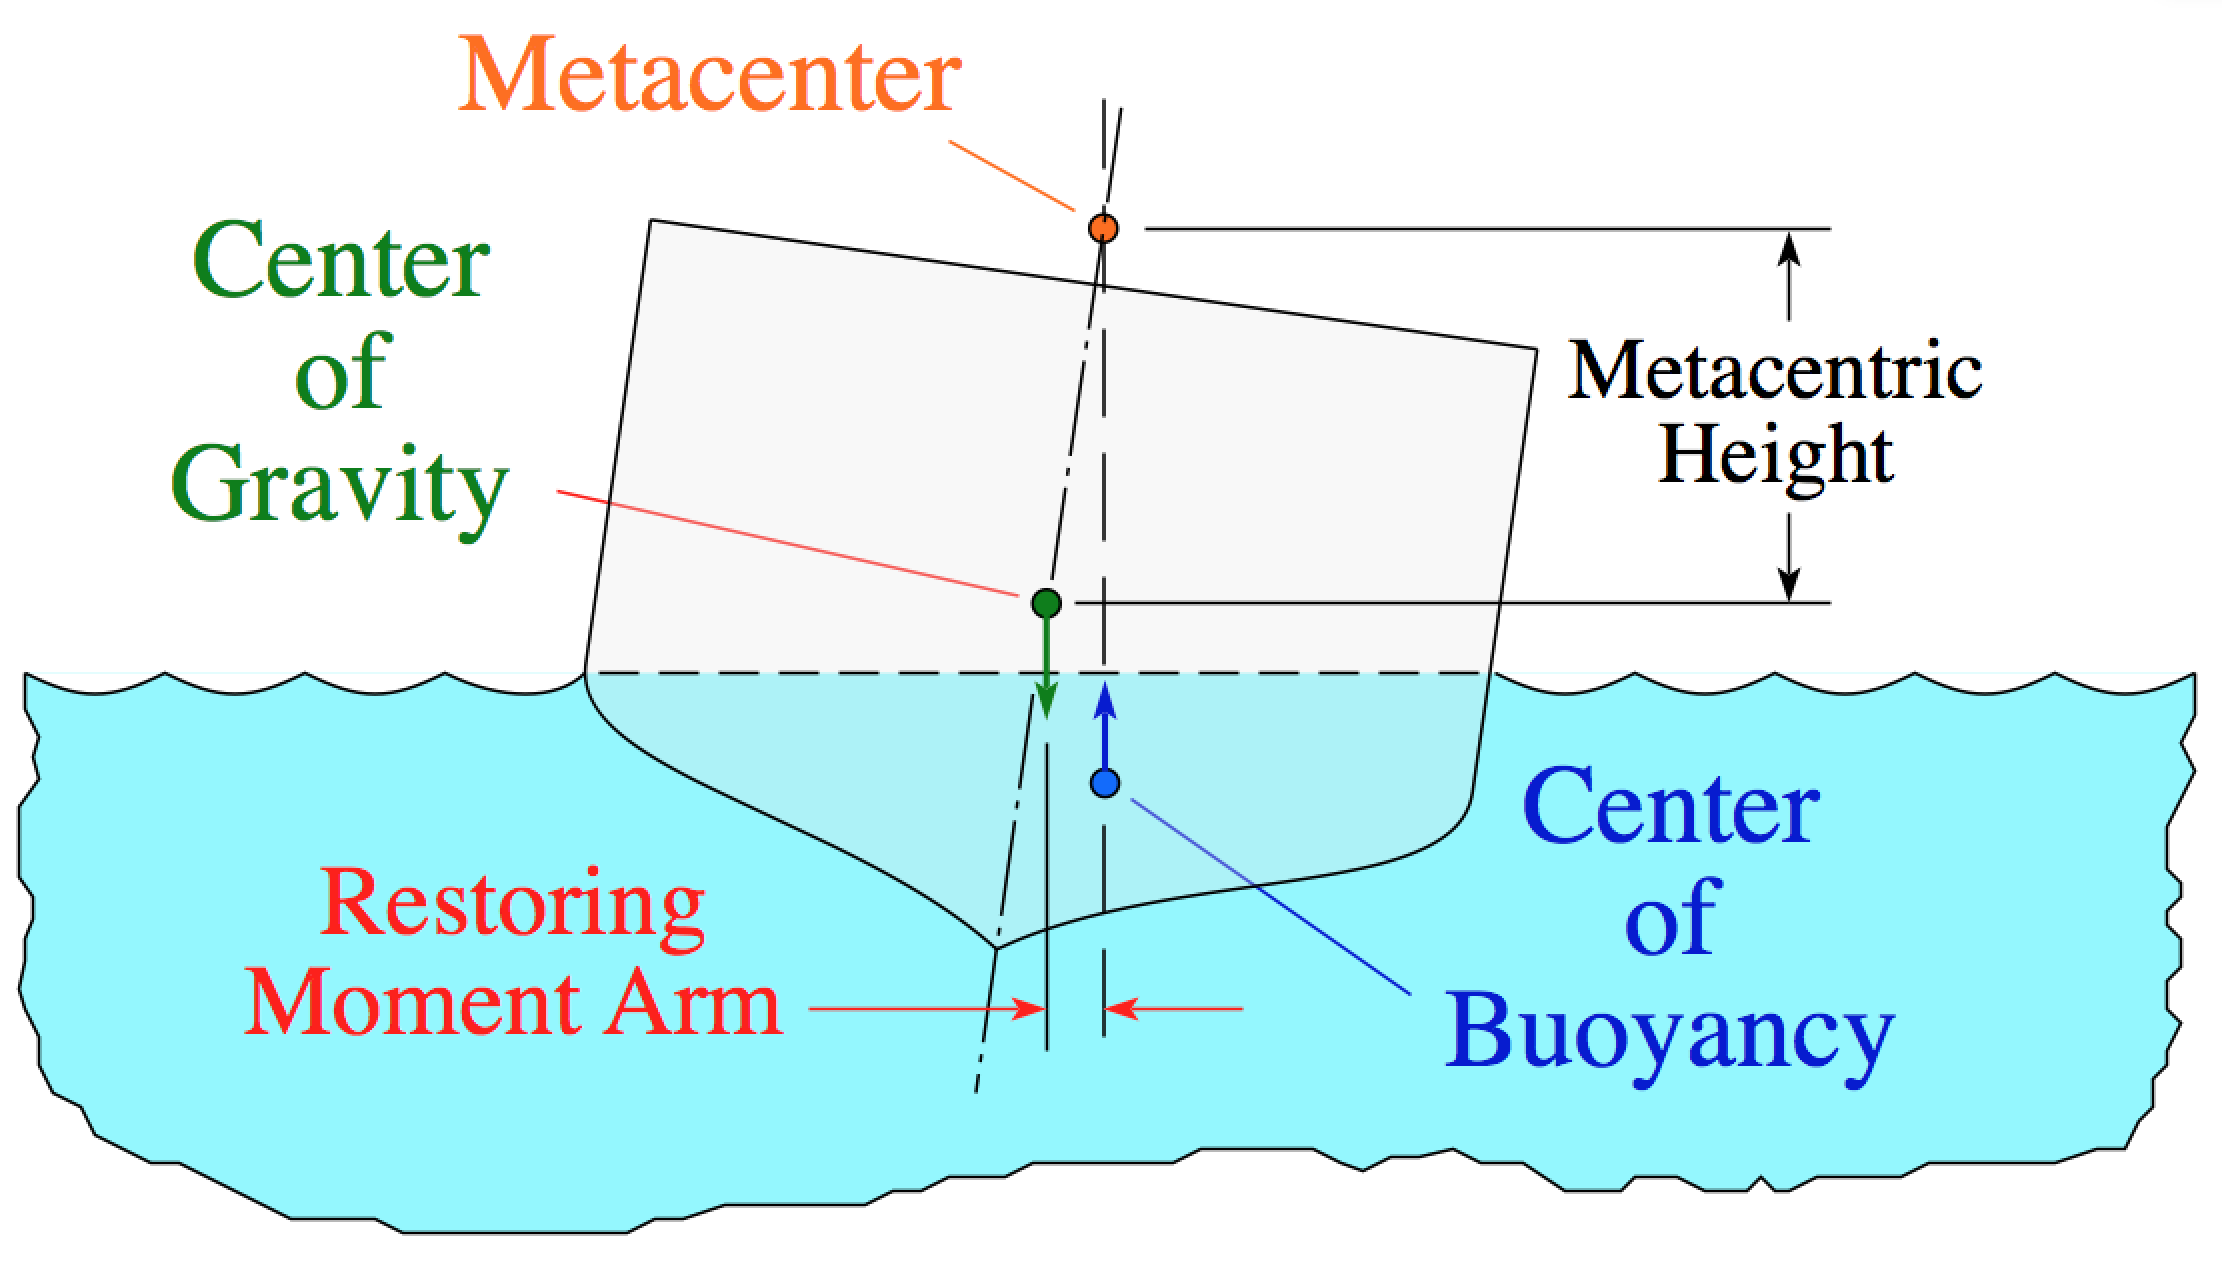 Metacenter
Center
of
Gravity
Metacentric
Height
Restoring
Moment Arm
Center
of
Buoyancy